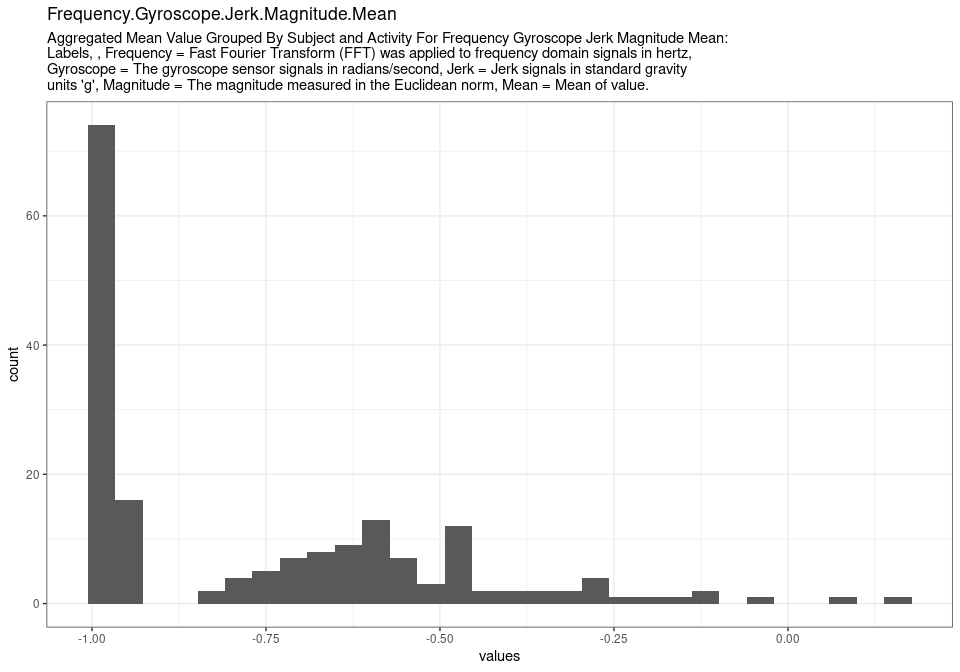 Frequency.Gyroscope.Jerk.Magnitude.Mean
Aggregated Mean Value Grouped By Subject and Activity For Frequency Gyroscope Jerk Magnitude Mean:
Labels, , Frequency = Fast Fourier Transform (FFT) was applied to frequency domain signals in hertz,
Gyroscope = The gyroscope sensor signals in radians/second, Jerk = Jerk signals in standard gravity
units 'g', Magnitude = The magnitude measured in the Euclidean norm, Mean = Mean of value.
60
40
20
0
count
-1.00 -0.75 -0.50 -0.25 0.00
values